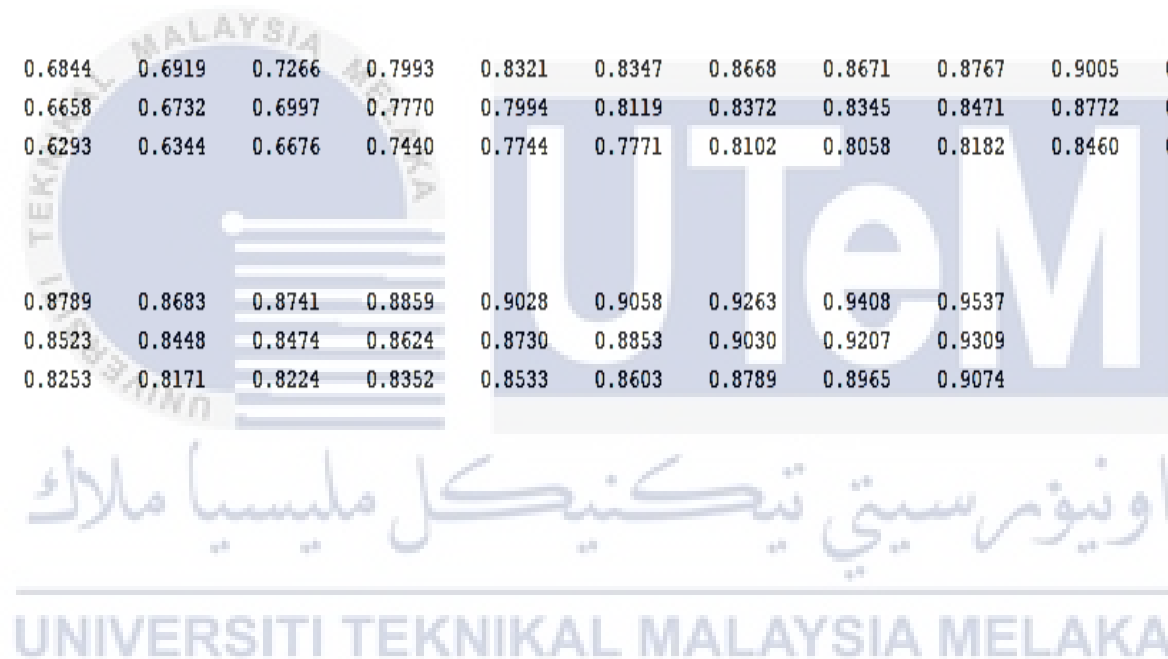 MALAYSIA MELAKA
UNIVERSITI TEKNIKAL
UTeM
0.6844 0.6919 0.7266 0.7993 0.8321 0.8347 0.8668 0.8671 0.8767 0.9005
0.6658 0.6732 0.6997 0.7770 0.7994 0.8119 0.8372 0.8345 0.8471 0.8772
0.6293 0.6344 0.6676 0.7440 0.7744 0.7771 0.8102 0.8058 0.8182 0.8460
0.8789 0.8683 0.8741 0.8859 0.9028 0.9058 0.9263 0.9408 0.9537
0.8523 0.8448 0.8474 0.8624 0.8730 0.8853 0.9030 0.9207 0.9309
0.8253 0.8171 0.8224 0.8352 0.8533 0.8603 0.8789 0.8965 0.9074
اونيۏرسيتي تيكنيكل مليسيا ملاك
UNIVERSITI TEKNIKAL MALAYSIA MELAKA